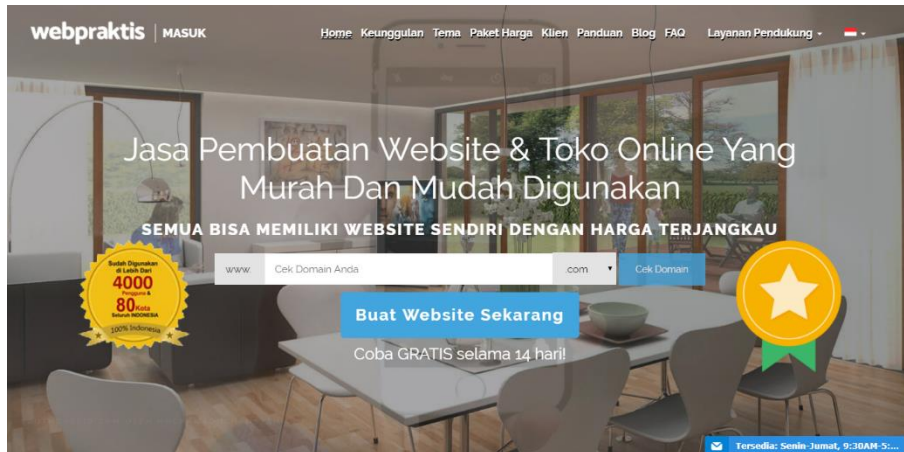 webpraktis | MASUK
Home Keunggulan Tema Paket Harga Klien Panduan Blog FAQ Layanan Pendukung
Jasa Pembuatan Website & Toko Online Yang
Murah Dan Mudah Digunakan
SEMUA BISA MEMILIKI WEBSITE SENDIRI DENGAN HARGA TERJANGKAU
Sudah Digunakan
di Lebih Dari
4000
Pengguna &
80 Kota
Seluruh INDONESIA
100% Indonesia
www. Cek Domain Anda .com Cek Domain
Buat Website Sekarang
Coba GRATIS selama 14 hari!
Tersedia: Senin-Jumat, 9:30AM-5:...